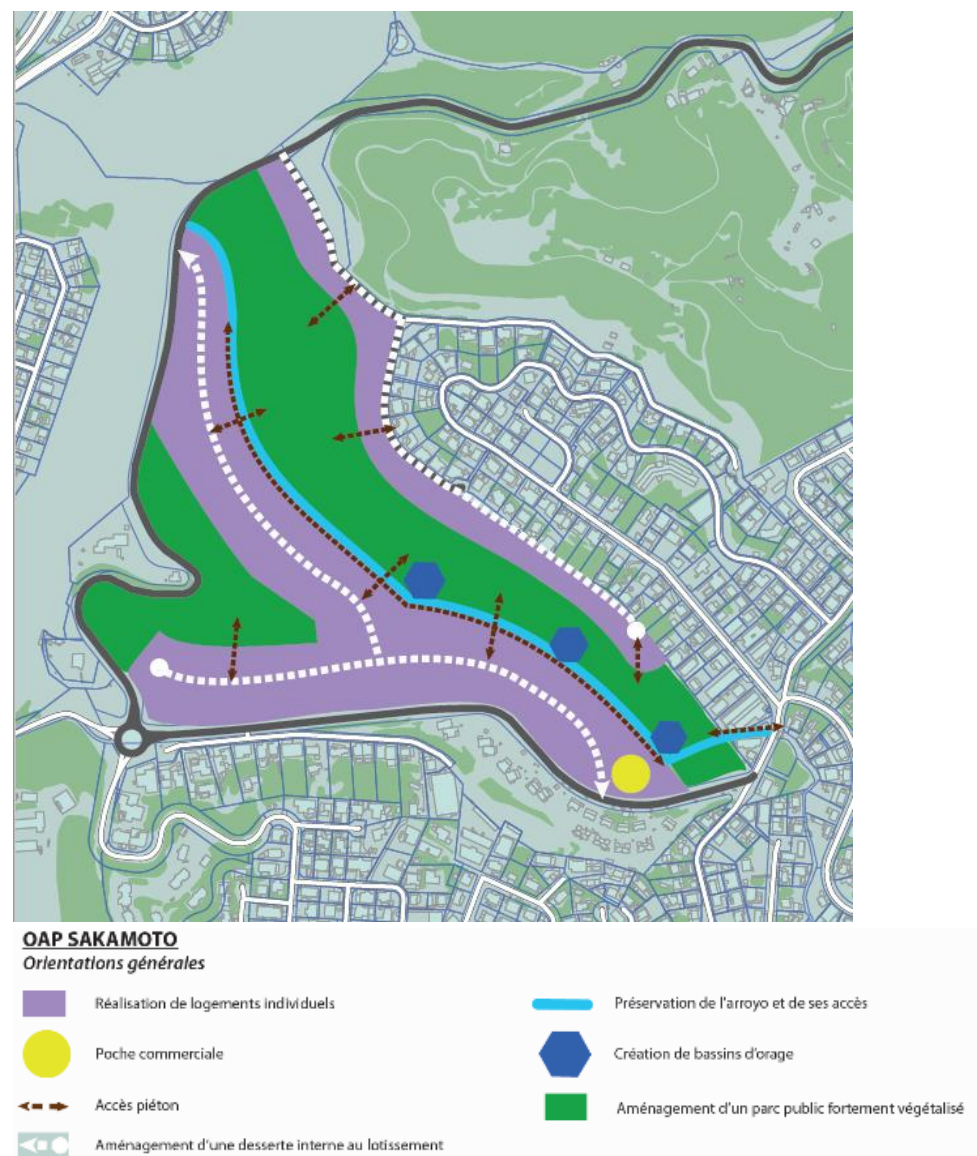 OAP SAKAMOTO
Orientations générales
Réalisation de logements individuels
Préservation de l'arroyo et de ses accès
Poche commerciale
Création de bassins d'orage
Accès piéton
Aménagement d'un parc public fortement végétalisé
Aménagement d'une desserte interne au lotissement